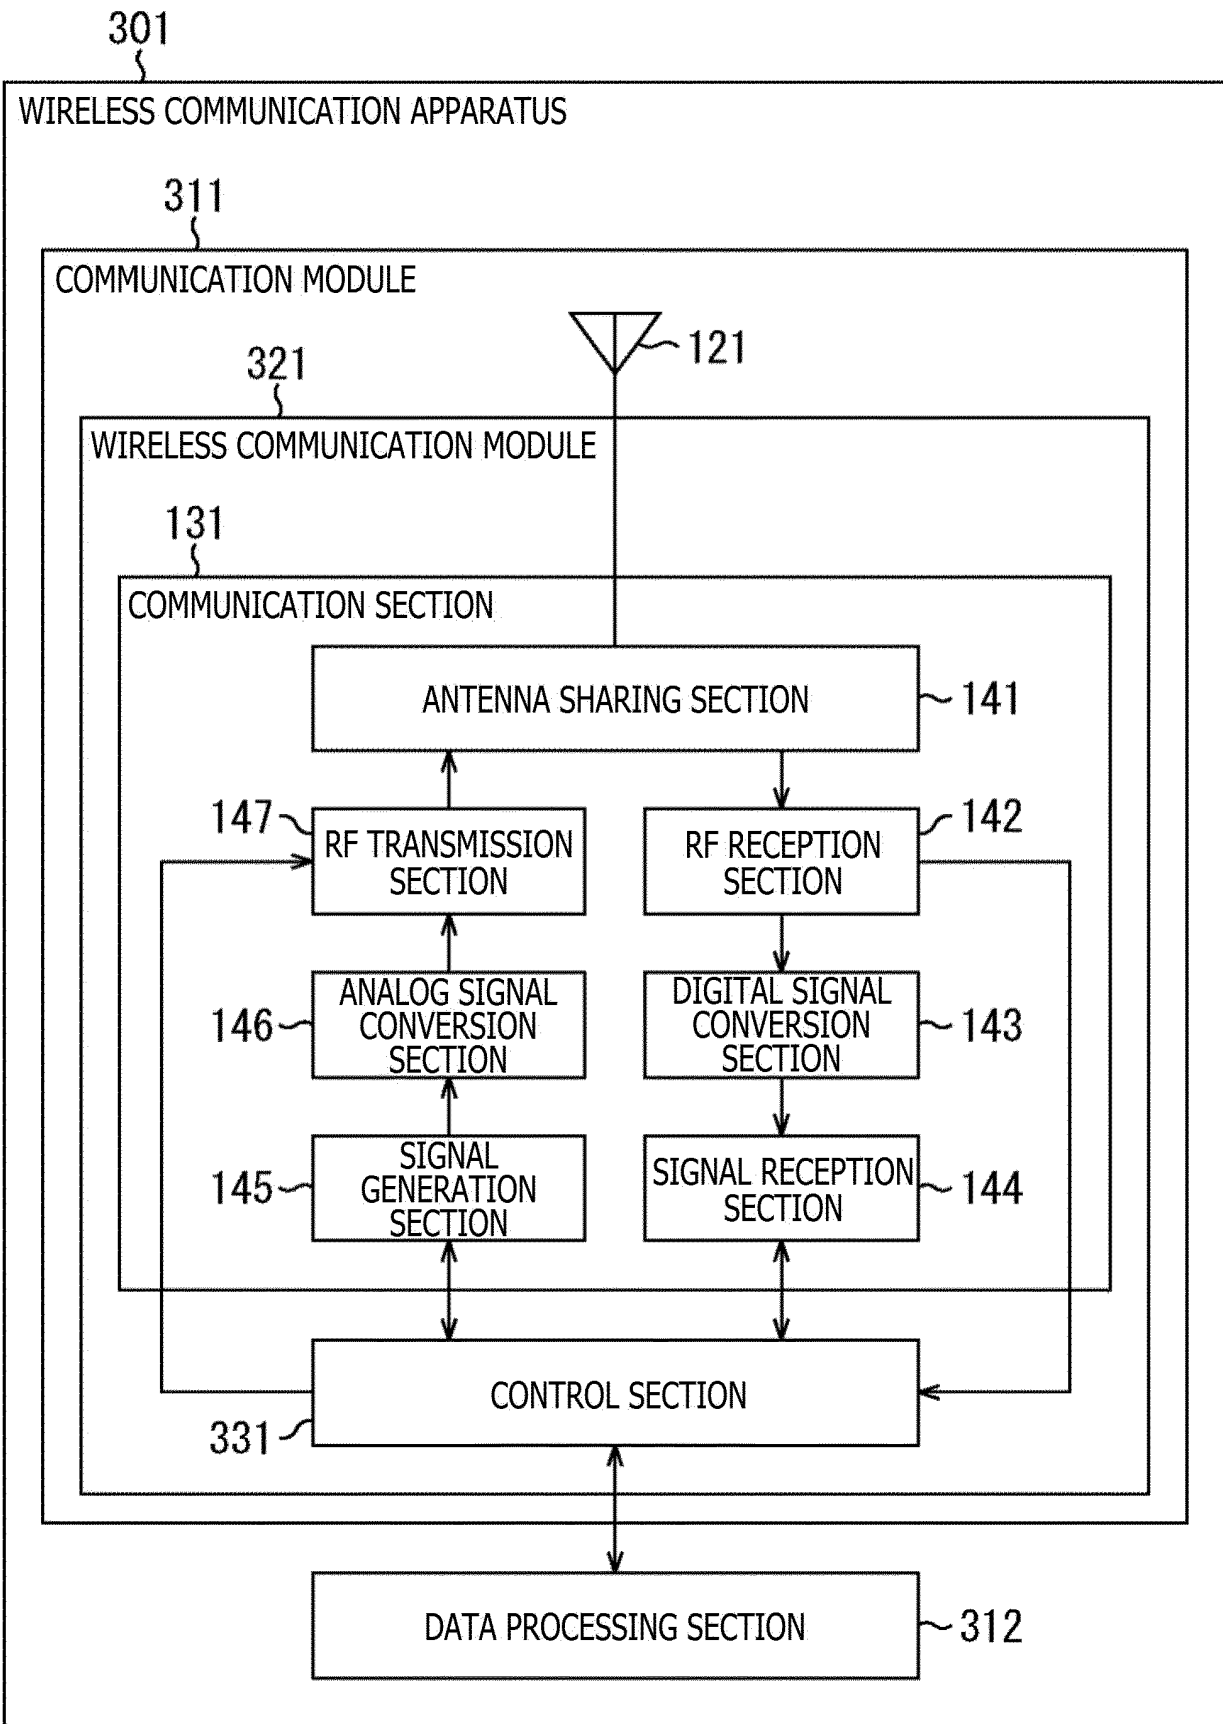 301
WIRELESS COMMUNICATION APPARATUS
311
COMMUNICATION MODULE
121
321
WIRELESS COMMUNICATION MODULE
131
COMMUNICATION SECTION
ANTENNA SHARING SECTION
141
147
RF TRANSMISSION
SECTION
RF RECEPTION
SECTION
142
146
ANALOG SIGNAL
CONVERSION
SECTION
DIGITAL SIGNAL
CONVERSION
SECTION
143
145
SIGNAL
GENERATION
SECTION
SIGNAL RECEPTION
SECTION
144
CONTROL SECTION
331
DATA PROCESSING SECTION
312